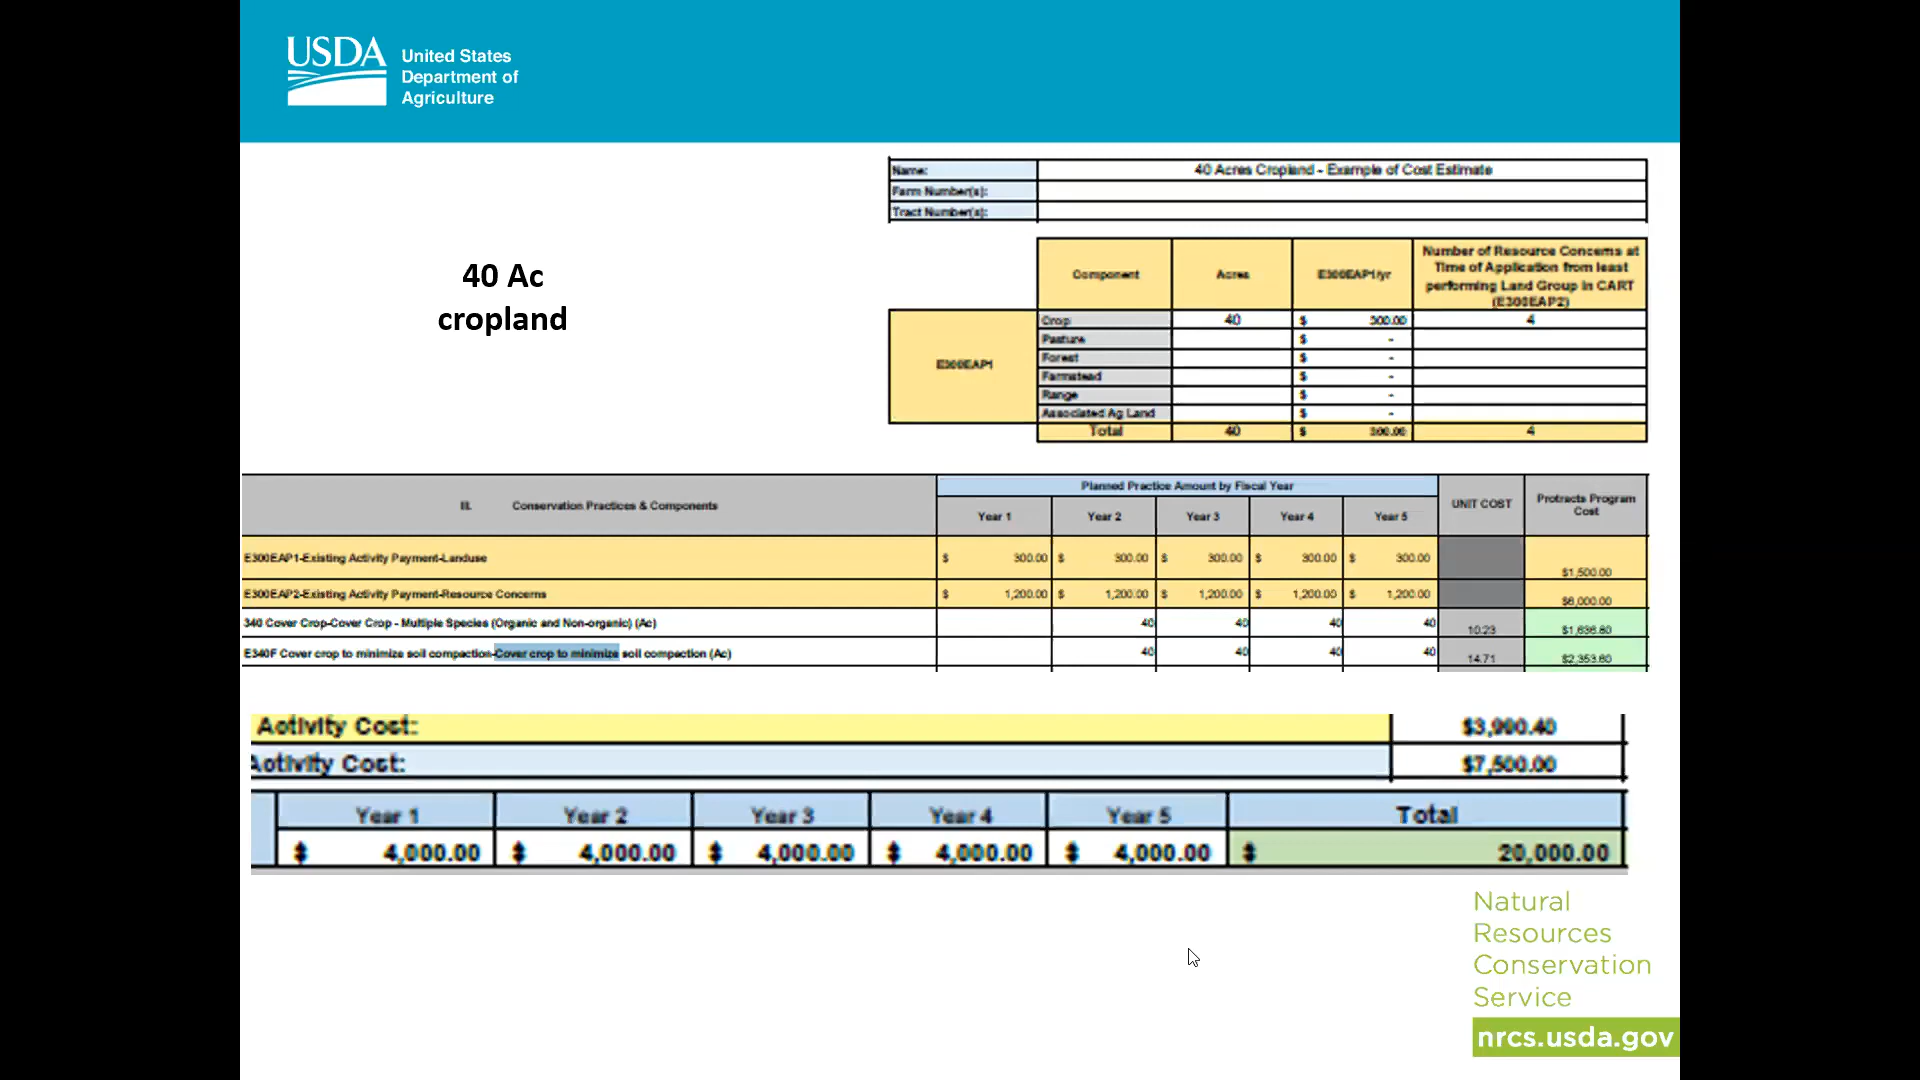 USDA
United States
Department of
Agriculture
Name: 40 Acres Cropland - Example of Cost Estimate
Farm Number(s):
Tract Number(s):
40 Ac
cropland
Component Acres E300EAP1/yr Number of Resource Concerns at
Time of Application from least
performing Land Group in CART
(E300EAP2)
E300EAP1
Crop 40 $ 300.00 4
Pasture $ -
Forest $ -
Farmstead $ -
Range $ -
Associated Ag Land $ -
Total 40 $ 300.00 4
III. Conservation Practices & Components
Planned Practice Amount by Fiscal Year
Year 1 Year 2 Year 3 Year 4 Year 5
UNIT COST
Protracts Program
Cost
E300EAP1-Existing Activity Payment-Landuse $ 300.00 $ 300.00 $ 300.00 $ 300.00 $ 300.00 $1,500.00
E300EAP2-Existing Activity Payment-Resource Concerns $ 1,200.00 $ 1,200.00 $ 1,200.00 $ 1,200.00 $ 1,200.00 $6,000.00
340 Cover Crop-Cover Crop - Multiple Species (Organic and Non-organic) (Ac) 40 40 40 40 10.23 $1,636.80
E340F Cover crop to minimize soil compaction-Cover crop to minimize soil compaction (Ac) 40 40 40 40 14.71 $2,353.60
Activity Cost: $3,990.40
Activity Cost: $7,500.00
Year 1 Year 2 Year 3 Year 4 Year 5 Total
$ 4,000.00 $ 4,000.00 $ 4,000.00 $ 4,000.00 $ 4,000.00 $ 20,000.00
Natural
Resources
Conservation
Service
nrcs.usda.gov